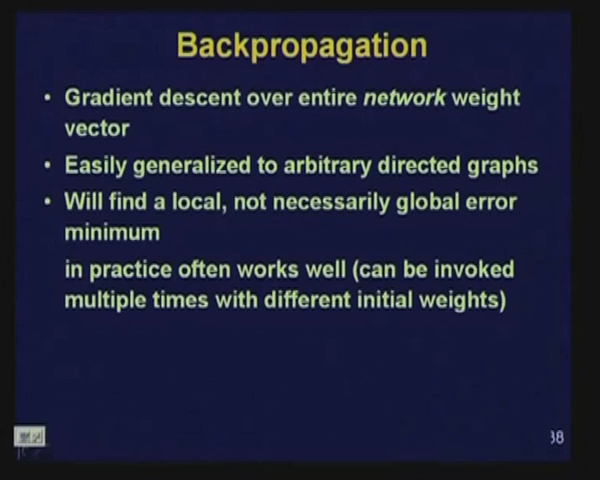 Backpropagation
• Gradient descent over entire network weight
vector
• Easily generalized to arbitrary directed graphs
• Will find a local, not necessarily global error
minimum
in practice often works well (can be invoked
multiple times with different initial weights)
38